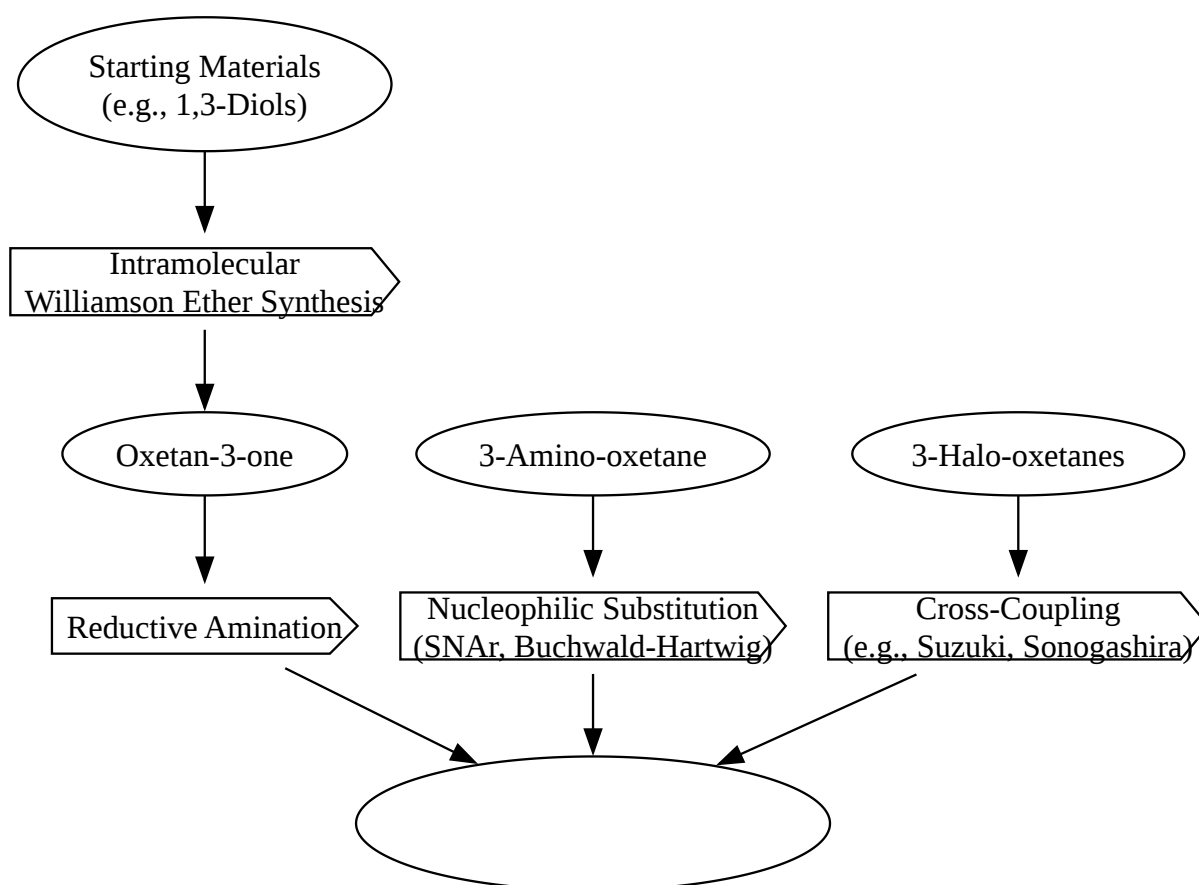 Starting Materials
(e.g., 1,3-Diols)
Intramolecular
Williamson Ether Synthesis
Oxetan-3-one
3-Amino-oxetane
3-Halo-oxetanes
Reductive Amination
Nucleophilic Substitution
(SNAr, Buchwald-Hartwig)
Cross-Coupling
(e.g., Suzuki, Sonogashira)